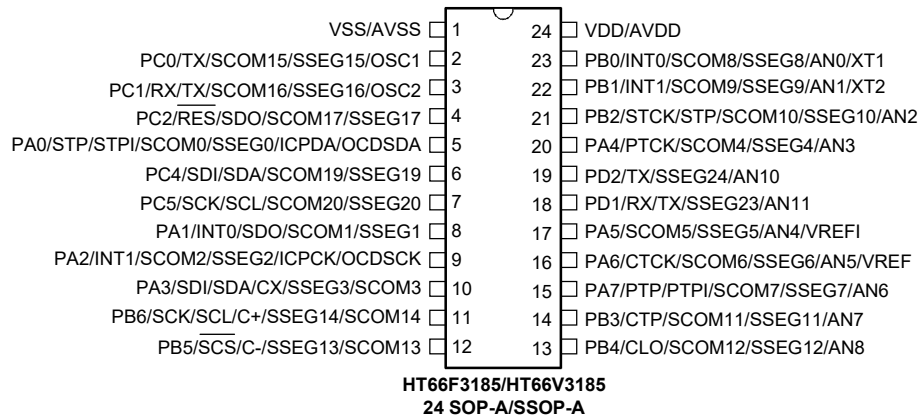 VSS/AVSS 1 24 VDD/AVDD
PC0/TX/SCOM15/SSEG15/OSC1 2 23 PB0/INT0/SCOM8/SSEG8/AN0/XT1
PC1/RX/TX/SCOM16/SSEG16/OSC2 3 22 PB1/INT1/SCOM9/SSEG9/AN1/XT2
PC2/RES/SDO/SCOM17/SSEG17 4 21 PB2/STCK/STP/SCOM10/SSEG10/AN2
PA0/STP/STPI/SCOM0/SSEG0/ICPDA/OCDSDA 5 20 PA4/PTCK/SCOM4/SSEG4/AN3
PC4/SDI/SDA/SCOM19/SSEG19 6 19 PD2/TX/SSEG24/AN10
PC5/SCK/SCL/SCOM20/SSEG20 7 18 PD1/RX/TX/SSEG23/AN11
PA1/INT0/SDO/SCOM1/SSEG1 8 17 PA5/SCOM5/SSEG5/AN4/VREFI
PA2/INT1/SCOM2/SSEG2/ICPCK/OCDSCK 9 16 PA6/CTCK/SCOM6/SSEG6/AN5/VREF
PA3/SDI/SDA/CX/SSEG3/SCOM3 10 15 PA7/PTP/PTPI/SCOM7/SSEG7/AN6
PB6/SCK/SCL/C+/SSEG14/SCOM14 11 14 PB3/CTP/SCOM11/SSEG11/AN7
PB5/SCS/C-/SSEG13/SCOM13 12 13 PB4/CLO/SCOM12/SSEG12/AN8
HT66F3185/HT66V3185
24 SOP-A/SSOP-A